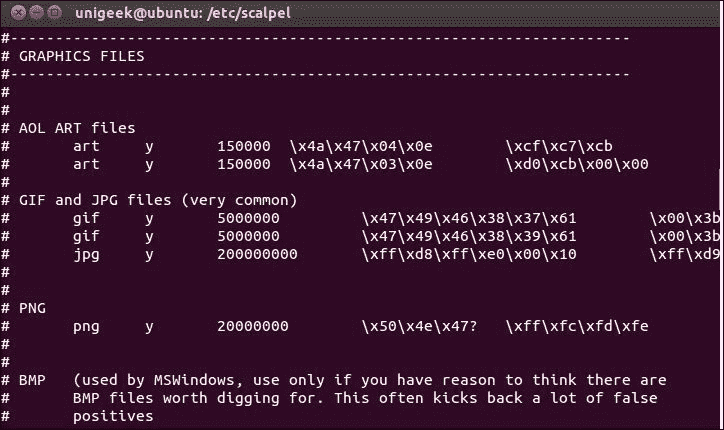 unigeek@ubuntu: /etc/scalpel
#---------------------------------------------------------------------
# GRAPHICS FILES
#---------------------------------------------------------------------
#
#
# AOL ART files
#       art     y       150000  \x4a\x47\x04\x0e        \xcf\xc7\xcb
#       art     y       150000  \x4a\x47\x03\x0e        \xd0\xcb\x00\x00
#
# GIF and JPG files (very common)
#       gif     y       5000000         \x47\x49\x46\x38\x37\x61        \x00\x3b
#       gif     y       5000000         \x47\x49\x46\x38\x39\x61        \x00\x3b
#       jpg     y       200000000       \xff\xd8\xff\xe0\x00\x10        \xff\xd9
#
#
# PNG
#       png     y       20000000        \x50\x4e\x47?   \xff\xfc\xfd\xfe
#
#
# BMP   (used by MSWindows, use only if you have reason to think there are
#       BMP files worth digging for. This often kicks back a lot of false
#       positives